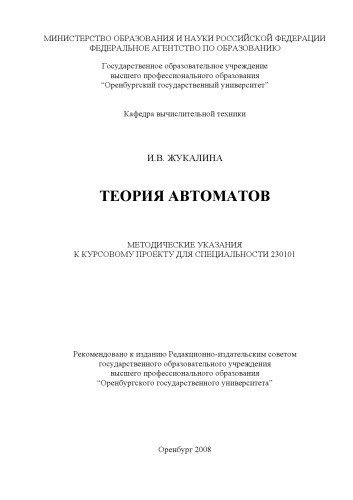 МИНИСТЕРСТВО ОБРАЗОВАНИЯ И НАУКИ РОССИЙСКОЙ ФЕДЕРАЦИИ
ФЕДЕРАЛЬНОЕ АГЕНТСТВО ПО ОБРАЗОВАНИЮ
Государственное образовательное учреждение
высшего профессионального образования
“Оренбургский государственный университет”
Кафедра вычислительной техники
И.В. ЖУКАЛИНА
ТЕОРИЯ АВТОМАТОВ
МЕТОДИЧЕСКИЕ УКАЗАНИЯ
К КУРСОВОМУ ПРОЕКТУ ДЛЯ СПЕЦИАЛЬНОСТИ 230101
Рекомендовано к изданию Редакционно-издательским советом
государственного образовательного учреждения
высшего профессионального образования
“Оренбургского государственного университета”
Оренбург 2008